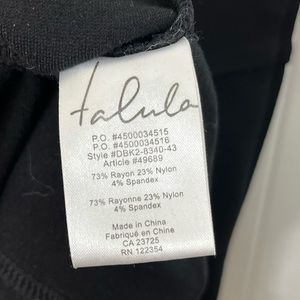 talula
P.O. #4500034515
P.O. #4500034516
Style #DBK2-8340-43
Article #49689
73% Rayon 23% Nylon
4% Spandex
73% Rayonne 23% Nylon
4% Spandex
Made in China
Fabriqué en Chine
CA 23725
RN 122354